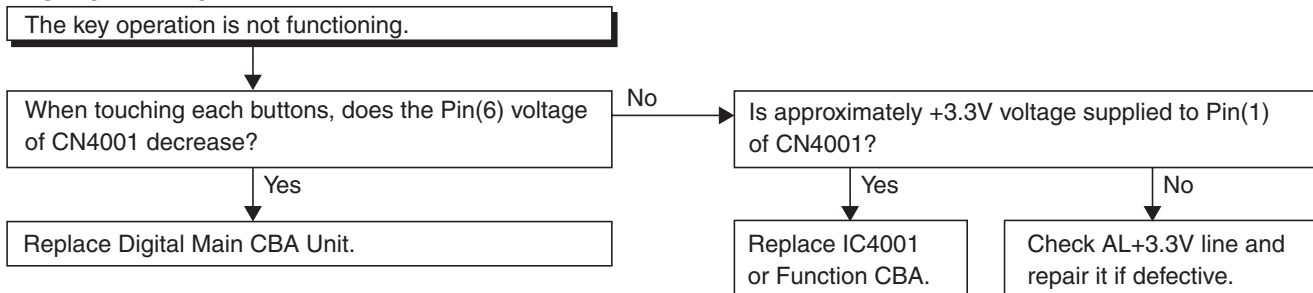 The key operation is not functioning.
When touching each buttons, does the Pin(6) voltage
of CN4001 decrease?
No
Is approximately +3.3V voltage supplied to Pin(1)
of CN4001?
Yes
Yes
No
Replace Digital Main CBA Unit.
Replace IC4001
or Function CBA.
Check AL+3.3V line and
repair it if defective.